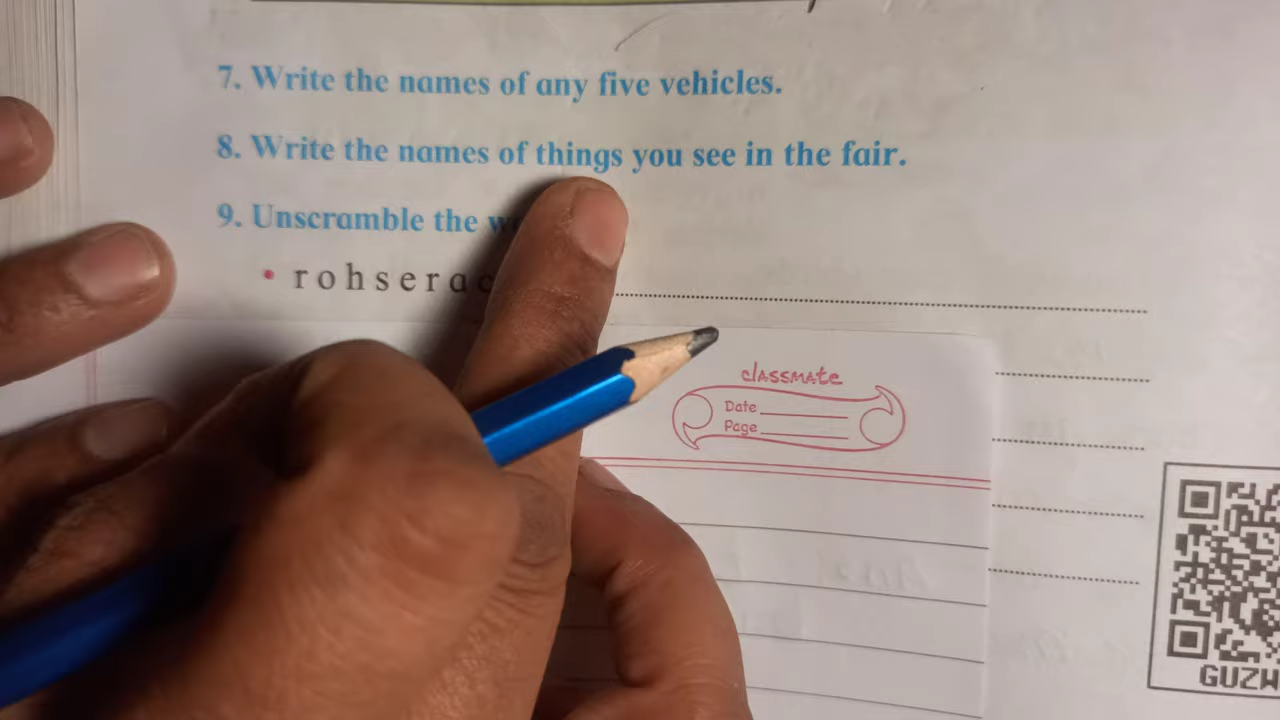 7. Write the names of any five vehicles.
8. Write the names of things you see in the fair.
9. Unscramble the
• r o h s e r a c
classmate
Date
Page
GUZW